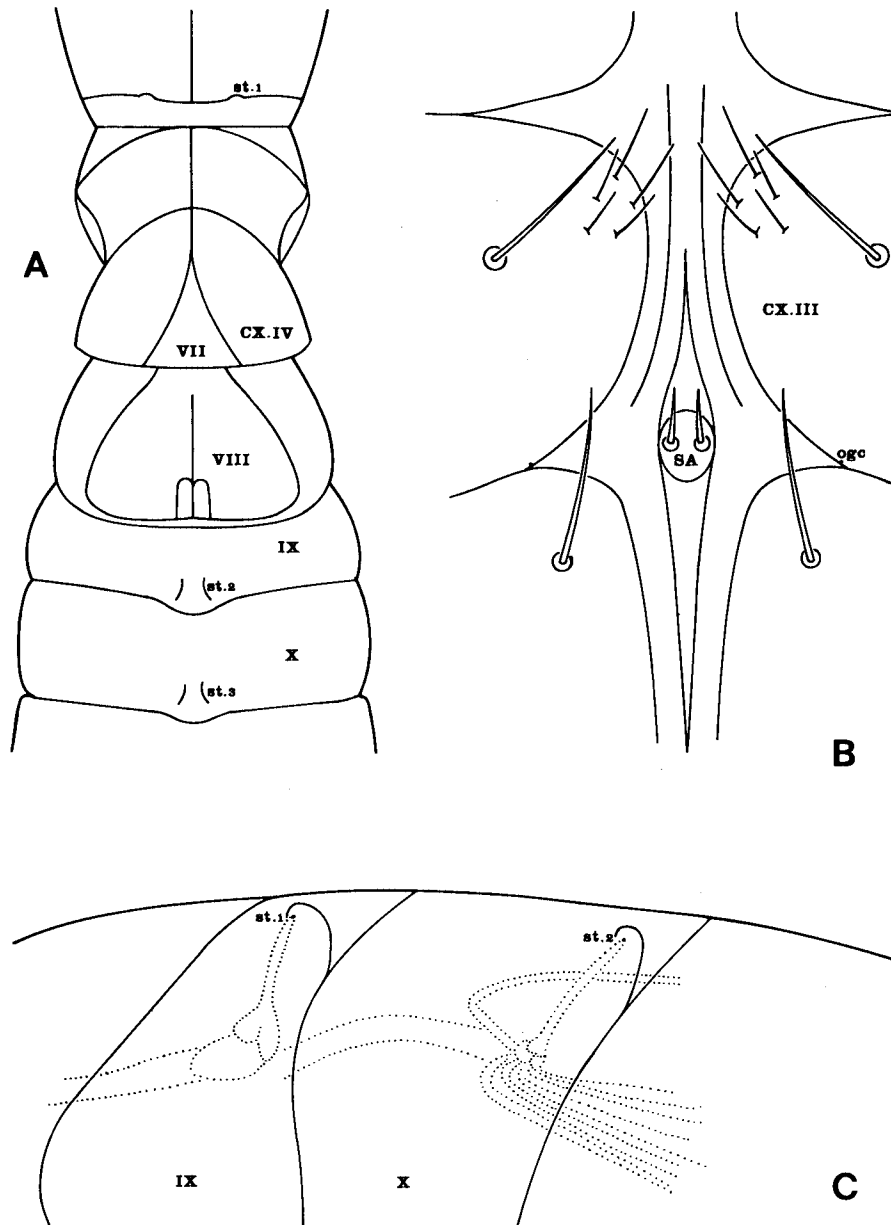 st.1
A
CX.IV
VII
VIII
IX
st.2
X
st.3
CX.III
SA
ogc
B
st.1
st.2
IX
X
C